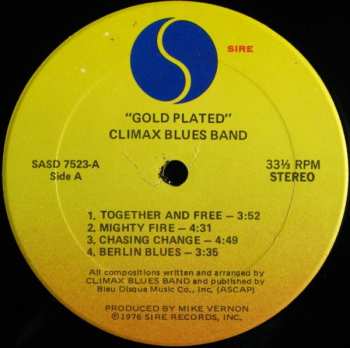 SIRE
"GOLD PLATED"
CLIMAX BLUES BAND
SASD 7523-A
Side A
33⅓ RPM
STEREO
1. TOGETHER AND FREE — 3:52
2. MIGHTY FIRE — 4:31
3. CHASING CHANGE — 4:49
4. BERLIN BLUES — 3:35
All compositions written and arranged by
CLIMAX BLUES BAND and published by
Bleu Disque Music Co., Inc. (ASCAP)
PRODUCED BY MIKE VERNON
℗1976 SIRE RECORDS, INC.